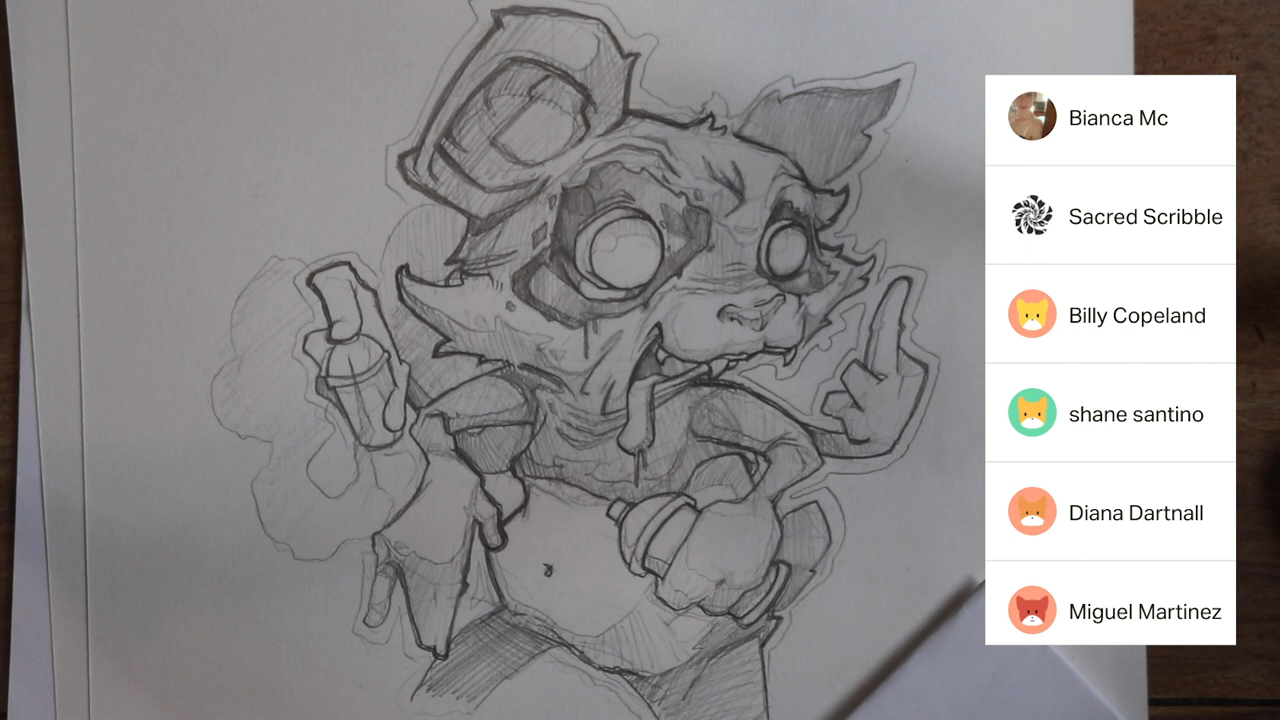 Bianca Mc
Sacred Scribble
Billy Copeland
shane santino
Diana Dartnall
Miguel Martinez